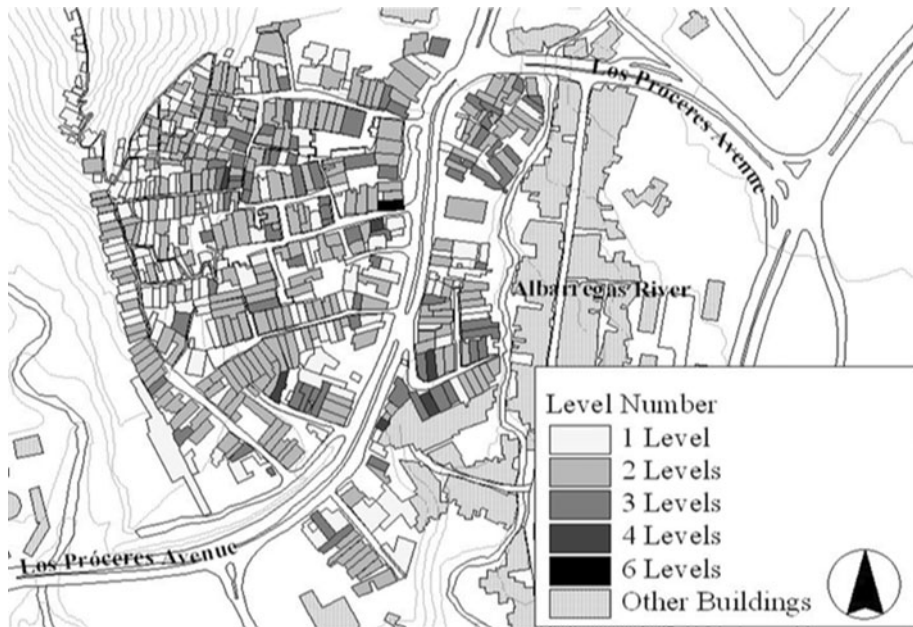 Los Próceres Avenue
Albarregas River
Los Próceres Avenue
Level Number
1 Level
2 Levels
3 Levels
4 Levels
6 Levels
Other Buildings